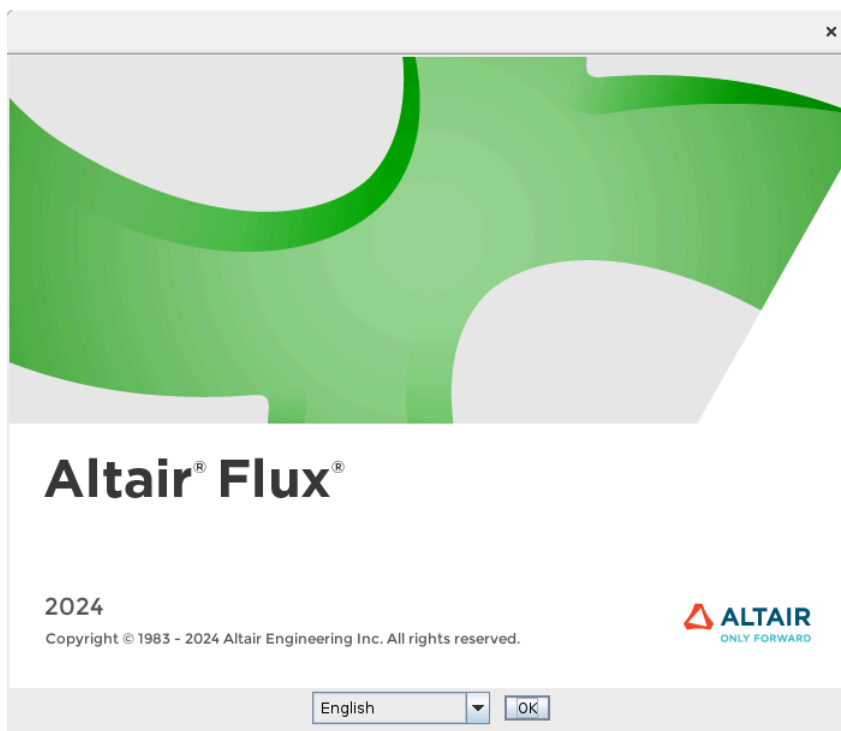 Altair® Flux®
2024
Copyright © 1983 - 2024 Altair Engineering Inc. All rights reserved.
ALTAIR
ONLY FORWARD
English
OK